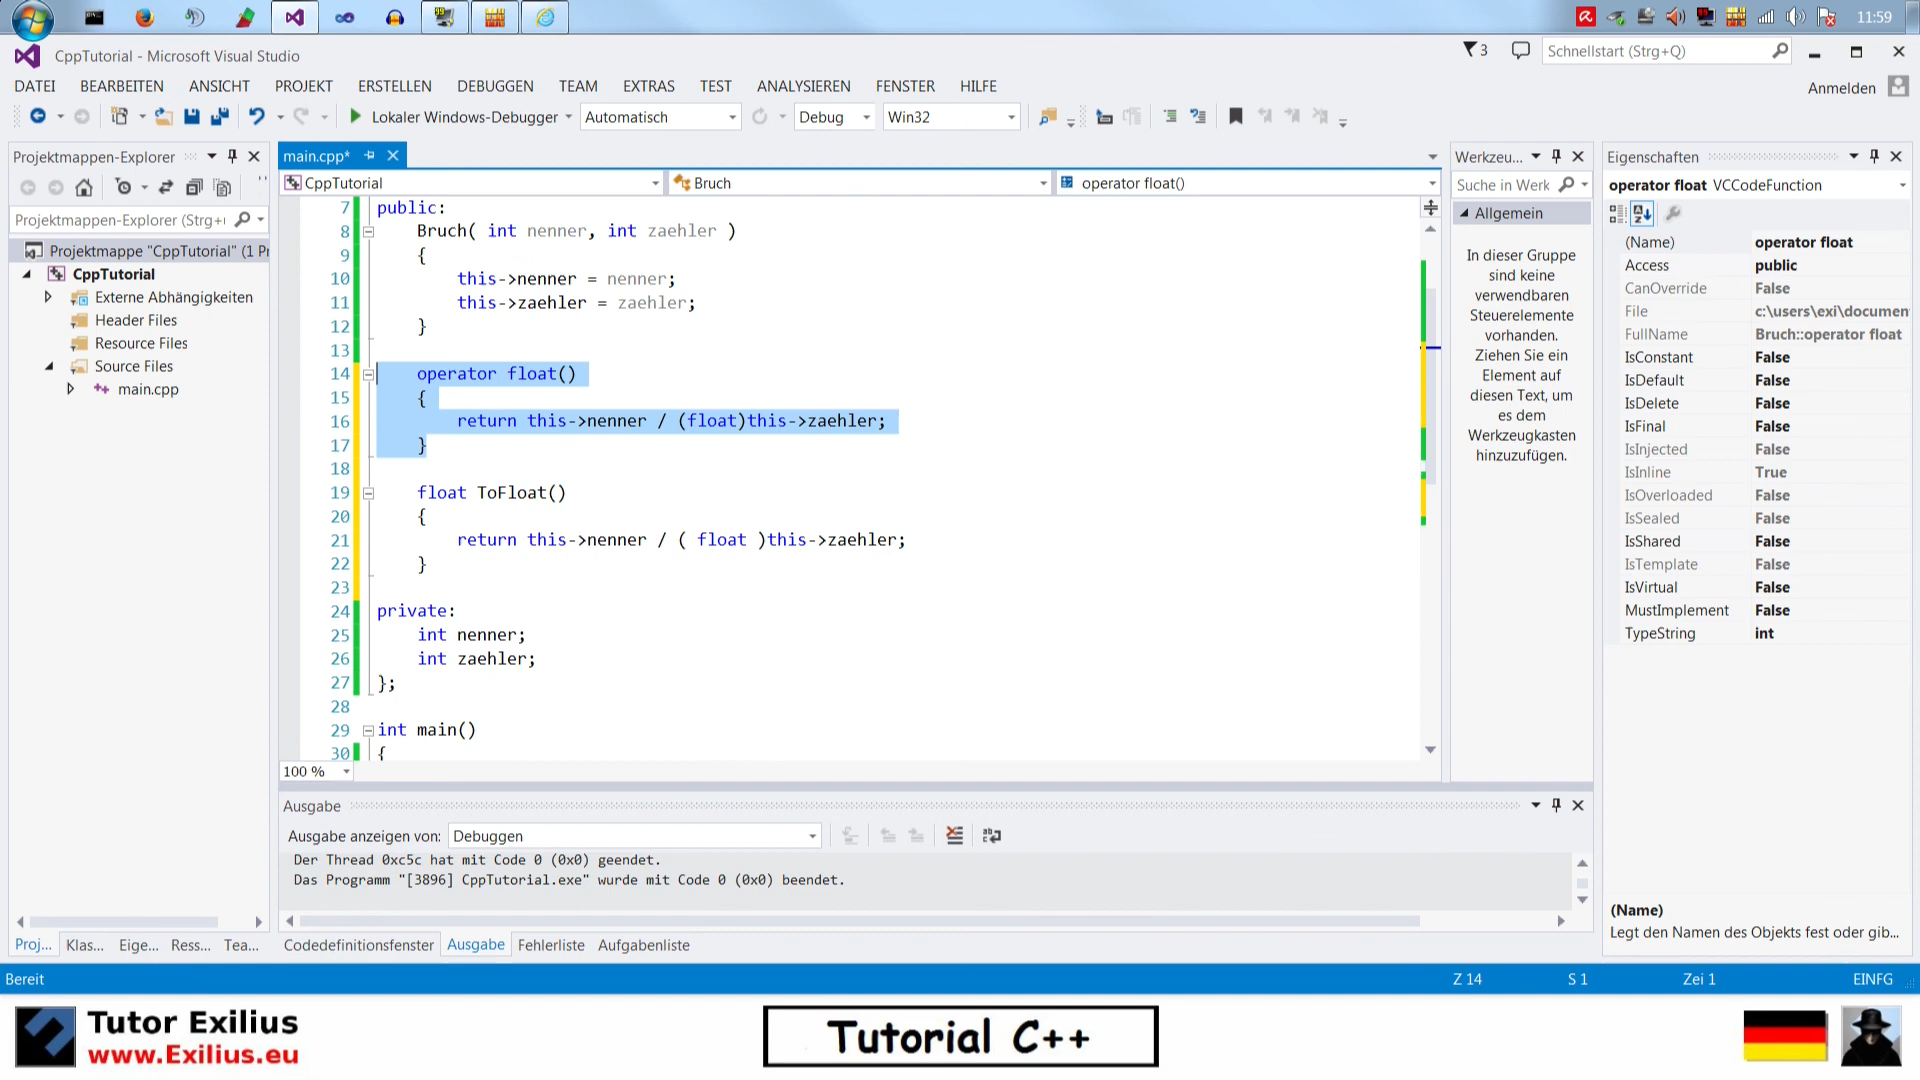 11:59
CppTutorial - Microsoft Visual Studio
3
Schnellstart (Strg+Q)
DATEI BEARBEITEN ANSICHT PROJEKT ERSTELLEN DEBUGGEN TEAM EXTRAS TEST ANALYSIEREN FENSTER HILFE
Anmelden
Lokaler Windows-Debugger Automatisch Debug Win32
Projektmappen-Explorer
Projektmappen-Explorer (Strg+
Projektmappe "CppTutorial" (1 Pr
CppTutorial
Externe Abhängigkeiten
Header Files
Resource Files
Source Files
main.cpp
Proj... Klas... Eige... Ress... Tea...
main.cpp*
CppTutorial Bruch operator float()
7 public:
8 Bruch( int nenner, int zaehler )
9 {
10 this->nenner = nenner;
11 this->zaehler = zaehler;
12 }
13
14 operator float()
15 {
16 return this->nenner / (float)this->zaehler;
17 }
18
19 float ToFloat()
20 {
21 return this->nenner / ( float )this->zaehler;
22 }
23
24 private:
25 int nenner;
26 int zaehler;
27 };
28
29 int main()
30 {
100 %
Ausgabe
Ausgabe anzeigen von: Debuggen
Der Thread 0xc5c hat mit Code 0 (0x0) geendet.
Das Programm "[3896] CppTutorial.exe" wurde mit Code 0 (0x0) beendet.
Codedefinitionsfenster Ausgabe Fehlerliste Aufgabenliste
Werkzeu...
Suche in Werk
Allgemein
In dieser Gruppe
sind keine
verwendbaren
Steuerelemente
vorhanden.
Ziehen Sie ein
Element auf
diesen Text, um
es dem
Werkzeugkasten
hinzuzufügen.
Eigenschaften
operator float VCCodeFunction
(Name) operator float
Access public
CanOverride False
File c:\users\exi\documen
FullName Bruch::operator float
IsConstant False
IsDefault False
IsDelete False
IsFinal False
IsInjected False
IsInline True
IsOverloaded False
IsSealed False
IsShared False
IsTemplate False
IsVirtual False
MustImplement False
TypeString int
(Name)
Legt den Namen des Objekts fest oder gib...
Bereit Z 14 S 1 Zei 1 EINFG
Tutor Exilius
www.Exilius.eu
Tutorial C++